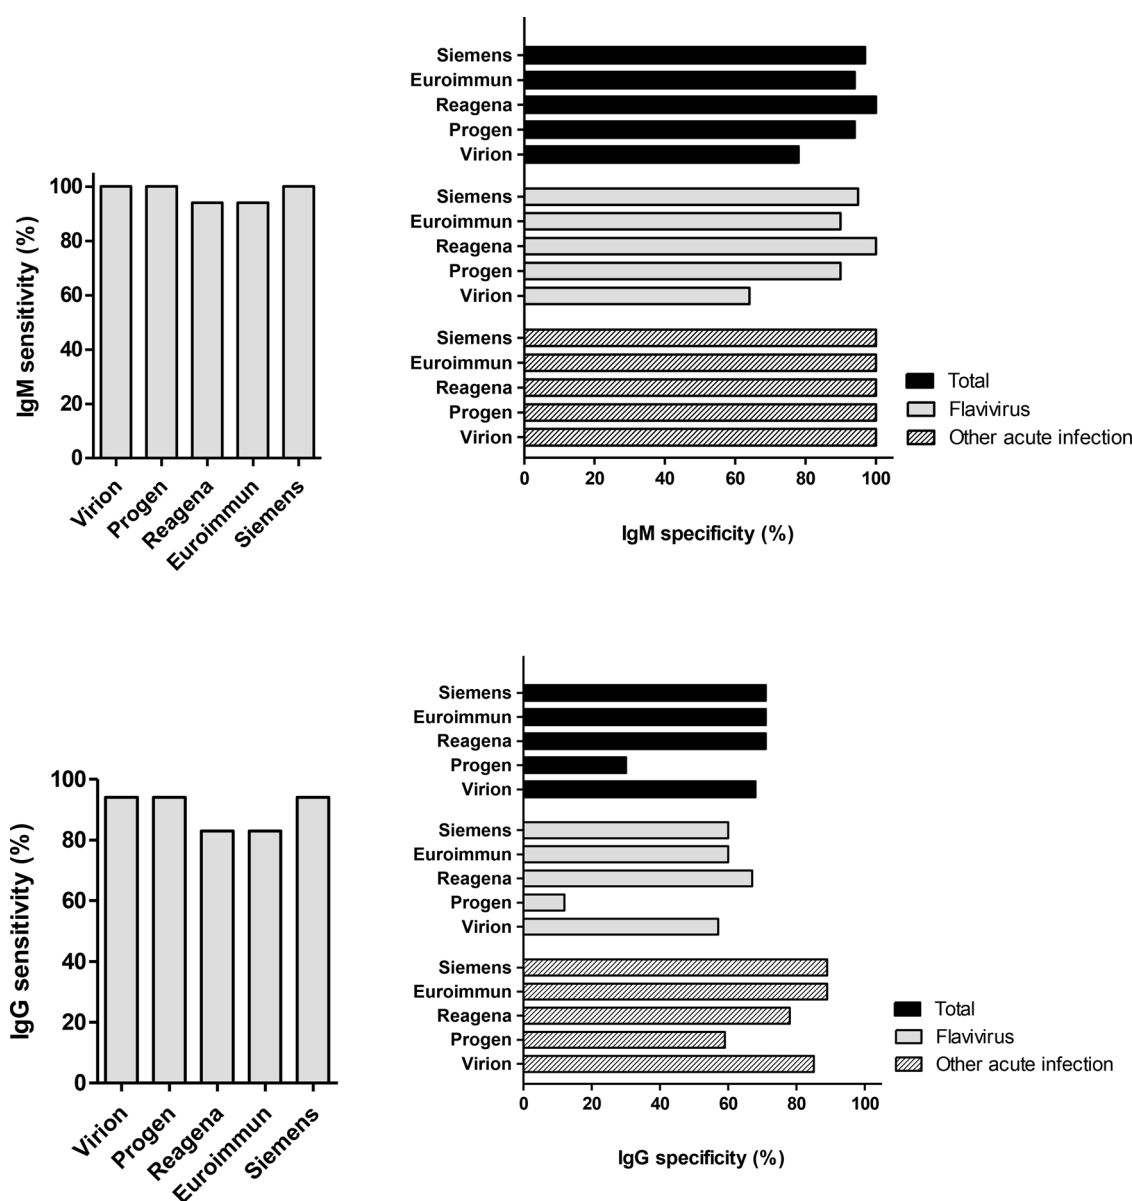 IgM sensitivity (%)
100
80
60
40
20
0
Virion
Progen
Reagena
Euroimmun
Siemens
Siemens
Euroimmun
Reagena
Progen
Virion
Siemens
Euroimmun
Reagena
Progen
Virion
Siemens
Euroimmun
Reagena
Progen
Virion
0 20 40 60 80 100
IgM specificity (%)
Total
Flavivirus
Other acute infection
IgG sensitivity (%)
100
80
60
40
20
0
Virion
Progen
Reagena
Euroimmun
Siemens
Siemens
Euroimmun
Reagena
Progen
Virion
Siemens
Euroimmun
Reagena
Progen
Virion
Siemens
Euroimmun
Reagena
Progen
Virion
0 20 40 60 80 100
IgG specificity (%)
Total
Flavivirus
Other acute infection